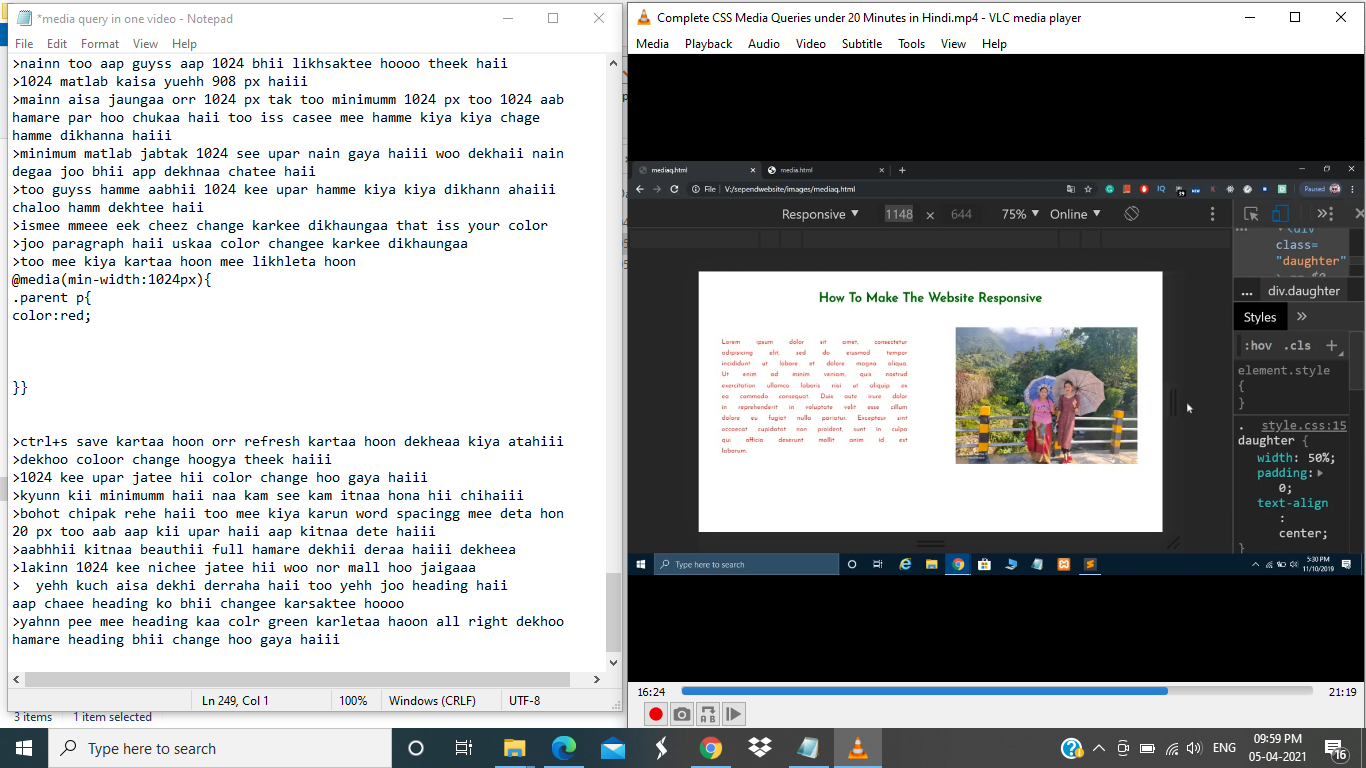 *media query in one video - Notepad
File Edit Format View Help
>nainn too aap guyss aap 1024 bhii likhsaktee hoooo theek haii
>1024 matlab kaisa yuehh 908 px haiii
>mainn aisa jaungaa orr 1024 px tak too minimumm 1024 px too 1024 aab
hamare par hoo chukaa haii too iss casee mee hamme kiya kiya chage
hamme dikhanna haiii
>minimum matlab jabtak 1024 see upar nain gaya haiii woo dekhaii nain
degaa joo bhii app dekhnaa chatee haii
>too guyss hamme aabhii 1024 kee upar hamme kiya kiya dikhann ahaiii
chaloo hamm dekhtee haii
>ismee mmeee eek cheez change karkee dikhaungaa that iss your color
>joo paragraph haii uskaa color changee karkee dikhaungaa
>too mee kiya kartaa hoon mee likhleta hoon
@media(min-width:1024px){
.parent p{
color:red;
}}
>ctrl+s save kartaa hoon orr refresh kartaa hoon dekheaa kiya atahiii
>dekhoo coloor change hoogya theek haiii
>1024 kee upar jatee hii color change hoo gaya haiii
>kyunn kii minimumm haii naa kam see kam itnaa hona hii chihaiii
>bohot chipak rehe haii too mee kiya karun word spacingg mee deta hon
20 px too aab aap kii upar haii aap kitnaa dete haiii
>aabhhii kitnaa beauthii full hamare dekhii deraa haiii dekheea
>lakinn 1024 kee nichee jatee hii woo nor mall hoo jaigaaa
>  yehh kuch aisa dekhi derraha haii too yehh joo heading haii
aap chaee heading ko bhii changee karsaktee hoooo
>yahnn pee mee heading kaa colr green karletaa haoon all right dekhoo
hamare heading bhii change hoo gaya haiii
Ln 249, Col 1 100% Windows (CRLF) UTF-8
3 items 1 item selected
Complete CSS Media Queries under 20 Minutes in Hindi.mp4 - VLC media player
Media Playback Audio Video Subtitle Tools View Help
mediaq.html media.html
File V:/sependwebsite/images/mediaq.html Paused
Responsive 1148 × 644 75% Online
<div
class=
"daughter"
... div.daughter
Styles
:hov .cls +
element.style
{
}
. style.css:15
daughter {
width: 50%;
padding:
0;
text-align
:
center;
}
How To Make The Website Responsive
Lorem ipsum dolor sit amet, consectetur
adipisicing elit, sed do eiusmod tempor
incididunt ut labore et dolore magna aliqua.
Ut enim ad minim veniam, quis nostrud
exercitation ullamco laboris nisi ut aliquip ex
ea commodo consequat. Duis aute irure dolor
in reprehenderit in voluptate velit esse cillum
dolore eu fugiat nulla pariatur. Excepteur sint
occaecat cupidatat non proident, sunt in culpa
qui officia deserunt mollit anim id est
laborum.
Type here to search
5:30 PM
11/10/2019
16:24 21:19
Type here to search
ENG
09:59 PM
05-04-2021
16